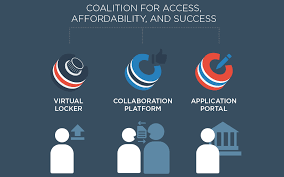 COALITION FOR ACCESS,
AFFORDABILITY, AND SUCCESS
VIRTUAL
LOCKER
COLLABORATION
PLATFORM
APPLICATION
PORTAL